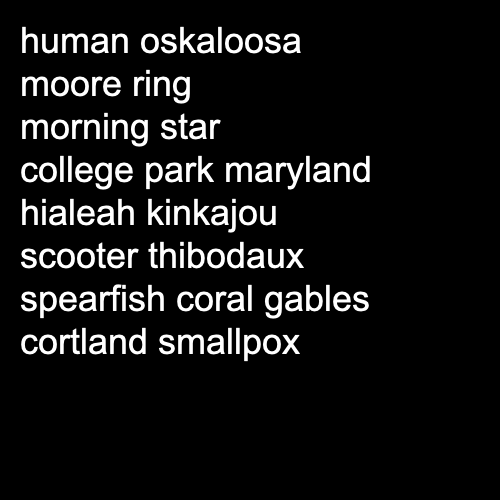 human oskaloosa
moore ring
morning star
college park maryland
hialeah kinkajou
scooter thibodaux
spearfish coral gables
cortland smallpox